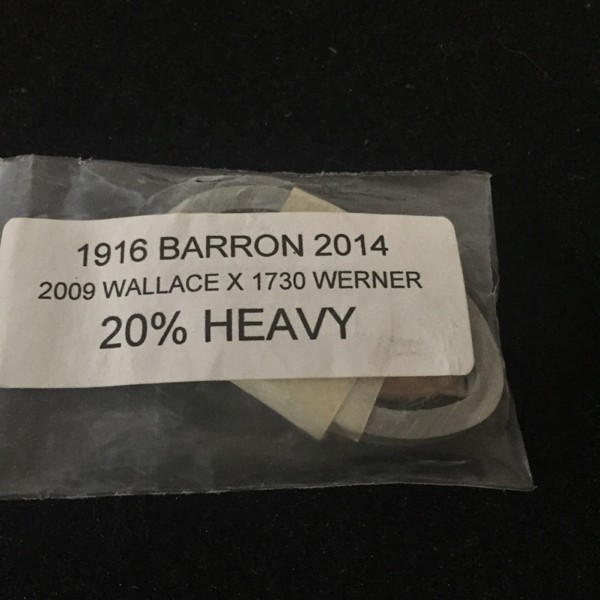 1916 BARRON 2014
2009 WALLACE X 1730 WERNER
20% HEAVY